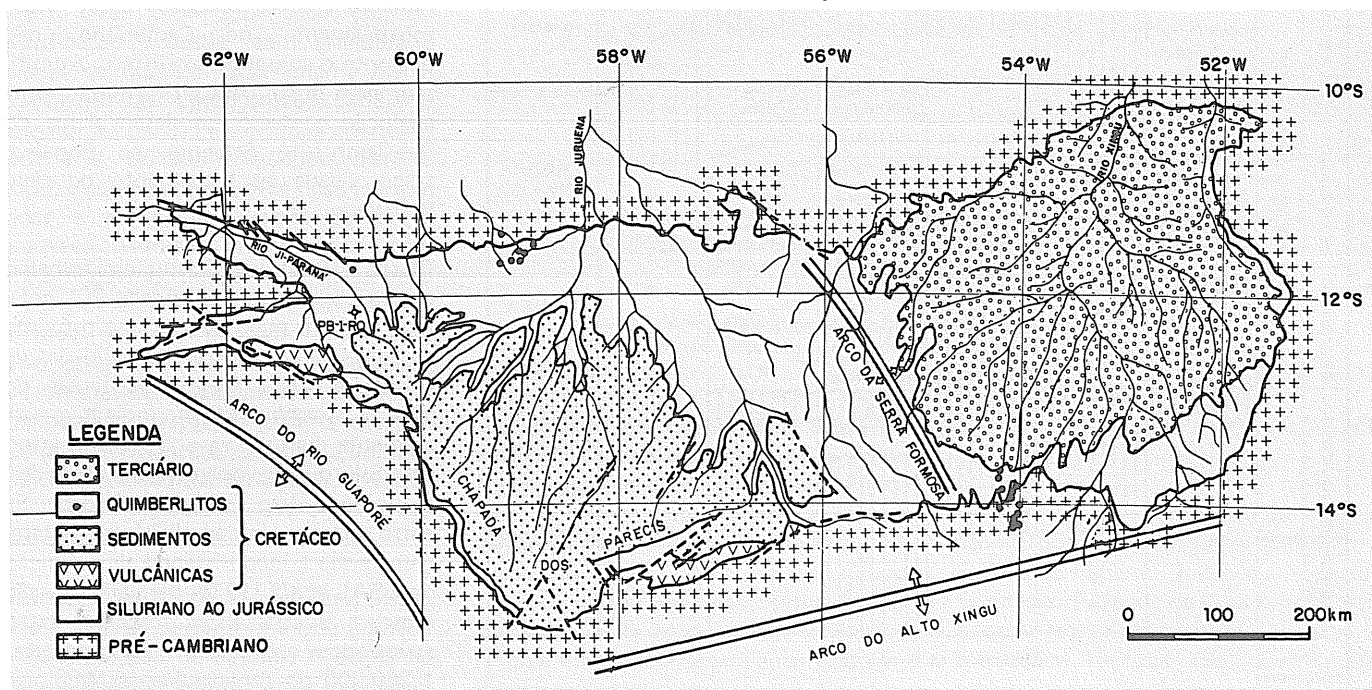 62°W 60°W 58°W 56°W 54°W 52°W
10°S
RIO JURUENA
RIO XINGU
RIO JI-PARANÁ
12°S
PB-1-RO
ARCO DA SERRA FORMOSA
ARCO DO RIO GUAPORÉ
CHAPADA DOS PARECIS
14°S
ARCO DO ALTO XINGU
LEGENDA
TERCIÁRIO
QUIMBERLITOS
SEDIMENTOS
CRETÁCEO
VULCÂNICAS
SILURIANO AO JURÁSSICO
PRÉ-CAMBRIANO
0 100 200km